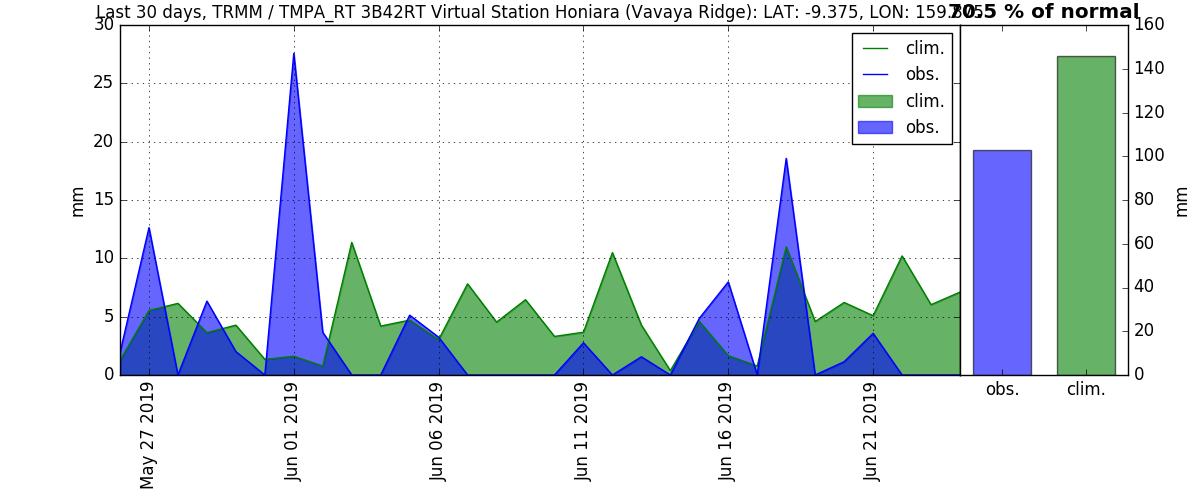 Last 30 days, TRMM / TMPA_RT 3B42RT Virtual Station Honiara (Vavaya Ridge): LAT: -9.375, LON:
70.5 % of normal
30
25
20
15
10
5
0
mm
clim.
obs.
clim.
obs.
160
140
120
100
80
60
40
20
0
mm
May 27 2019
Jun 01 2019
Jun 06 2019
Jun 11 2019
Jun 16 2019
Jun 21 2019
obs.
clim.